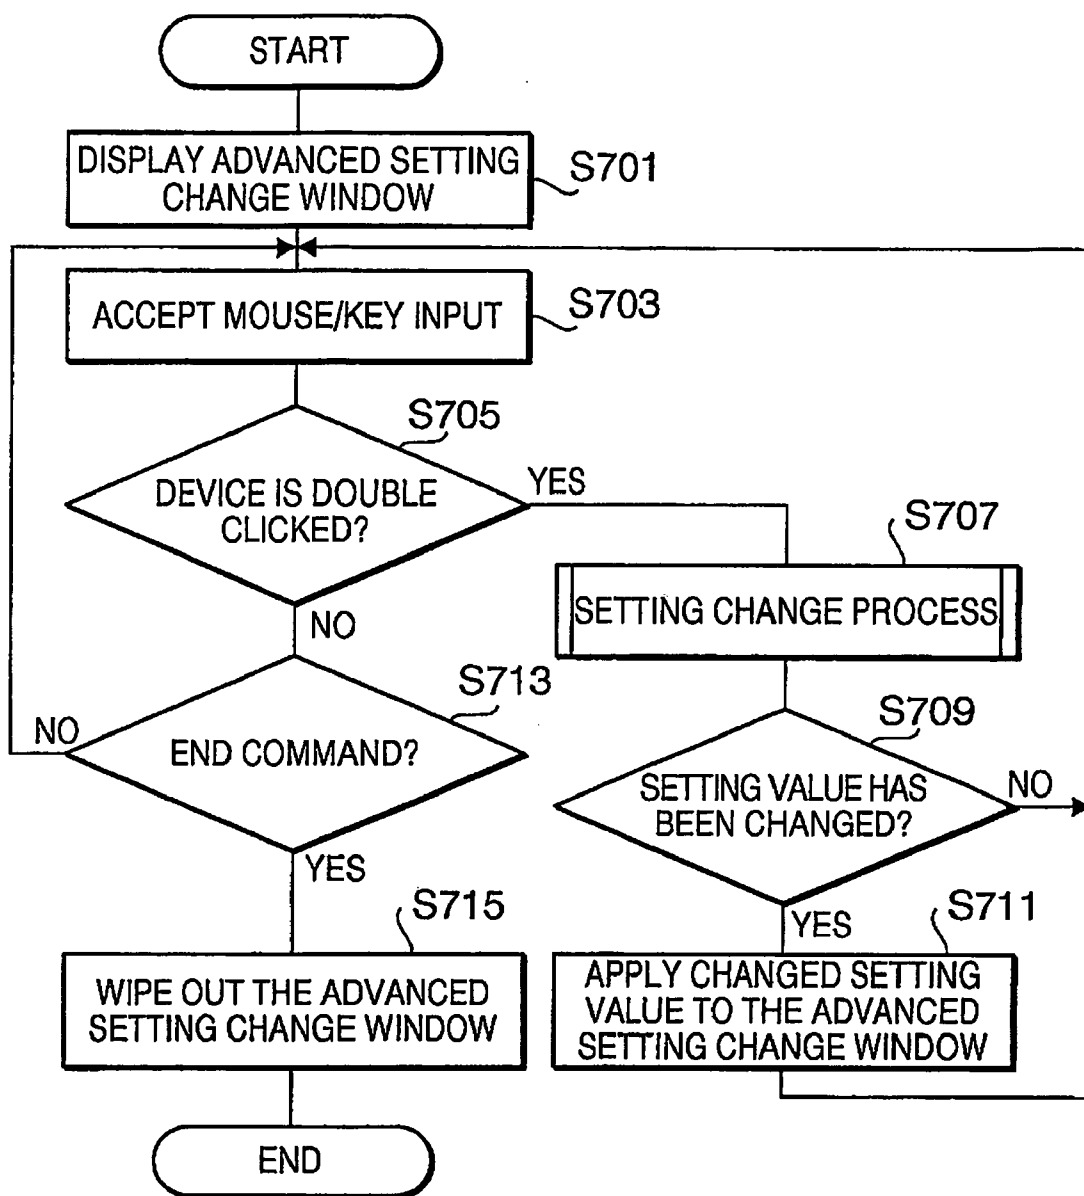 START
DISPLAY ADVANCED SETTING
CHANGE WINDOW
S701
ACCEPT MOUSE/KEY INPUT
S703
S705
DEVICE IS DOUBLE
CLICKED?
YES
NO
S707
SETTING CHANGE PROCESS
S713
END COMMAND?
NO
YES
S709
SETTING VALUE HAS
BEEN CHANGED?
NO
YES
S715
WIPE OUT THE ADVANCED
SETTING CHANGE WINDOW
S711
APPLY CHANGED SETTING
VALUE TO THE ADVANCED
SETTING CHANGE WINDOW
END